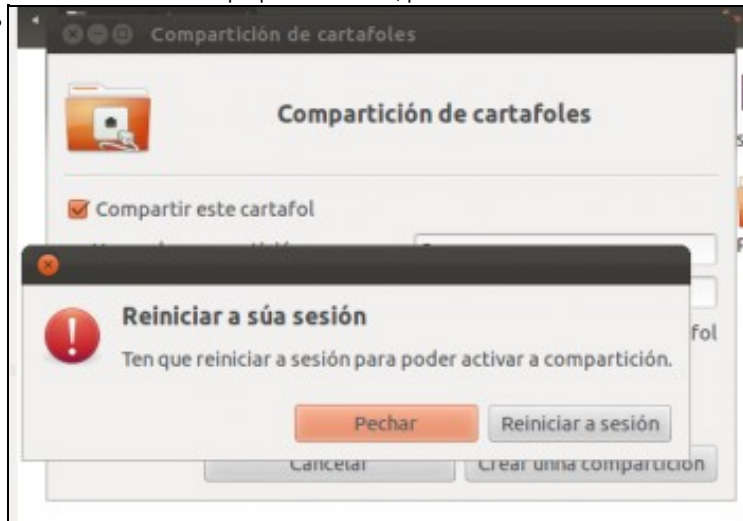 Compartición de cartafoles
Compartición de cartafoles
Compartir este cartafol
fol
Reiniciar a súa sesión
Ten que reiniciar a sesión para poder activar a compartición.
Pechar
Reiniciar a sesión
Cancelar
Crear unha compartición